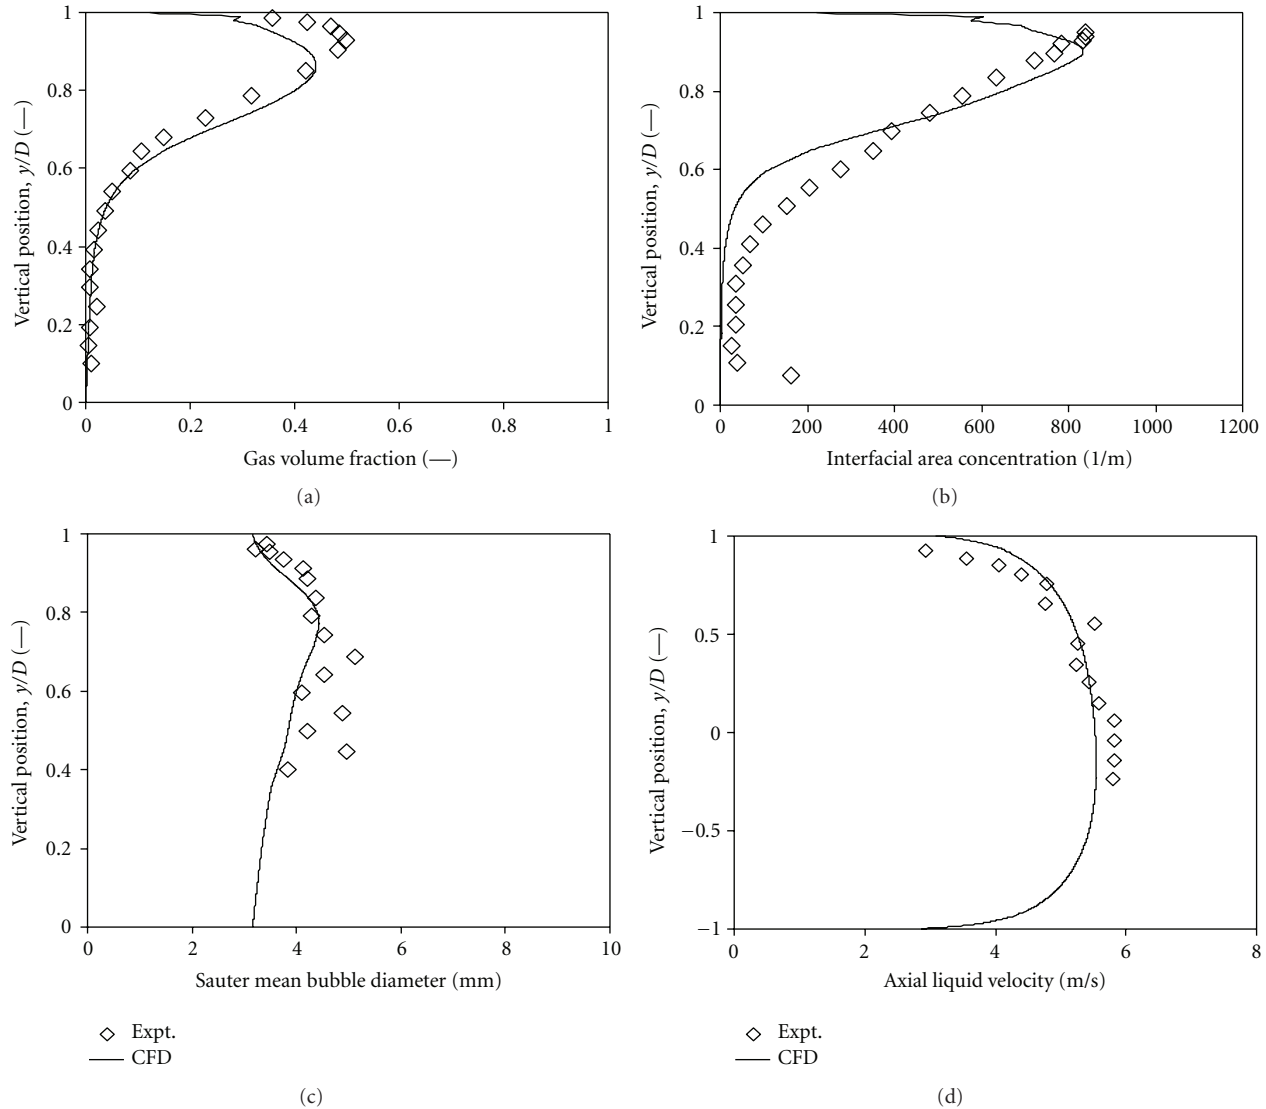 1
0.8
0.6
0.4
0.2
0
Vertical position, y/D (—)
0 0.2 0.4 0.6 0.8 1
Gas volume fraction (—)
(a)
1
0.8
0.6
0.4
0.2
0
Vertical position, y/D (—)
0 200 400 600 800 1000 1200
Interfacial area concentration (1/m)
(b)
1
0.8
0.6
0.4
0.2
0
Vertical position, y/D (—)
0 2 4 6 8 10
Sauter mean bubble diameter (mm)
Expt.
CFD
(c)
1
0.5
0
−0.5
−1
Vertical position, y/D (—)
0 2 4 6 8
Axial liquid velocity (m/s)
Expt.
CFD
(d)